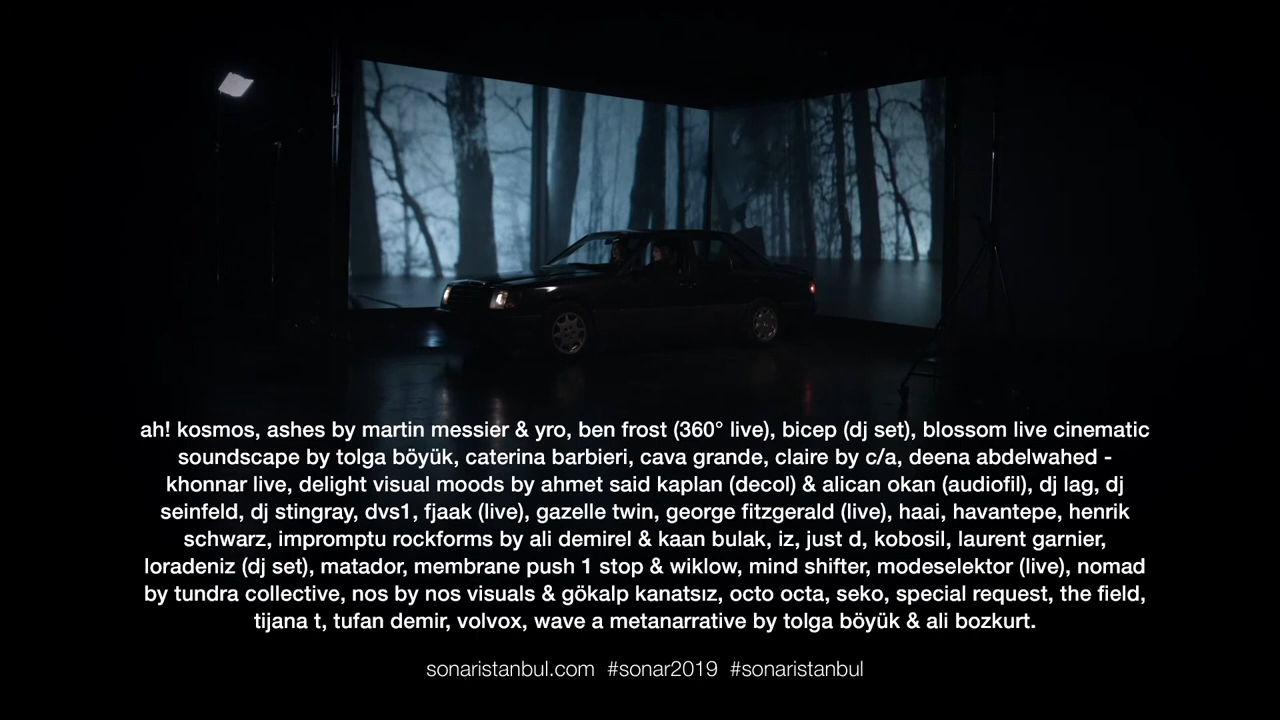 ah! kosmos, ashes by martin messier & yro, ben frost (360° live), bicep (dj set), blossom live cinematic
soundscape by tolga böyük, caterina barbieri, cava grande, claire by c/a, deena abdelwahed -
khonnar live, delight visual moods by ahmet said kaplan (decol) & alican okan (audiofil), dj lag, dj
seinfeld, dj stingray, dvs1, fjaak (live), gazelle twin, george fitzgerald (live), haai, havantepe, henrik
schwarz, impromptu rockforms by ali demirel & kaan bulak, iz, just d, kobosil, laurent garnier,
loradeniz (dj set), matador, membrane push 1 stop & wiklow, mind shifter, modeselektor (live), nomad
by tundra collective, nos by nos visuals & gökalp kanatsız, octo octa, seko, special request, the field,
tijana t, tufan demir, volvox, wave a metanarrative by tolga böyük & ali bozkurt.
sonaristanbul.com #sonar2019 #sonaristanbul